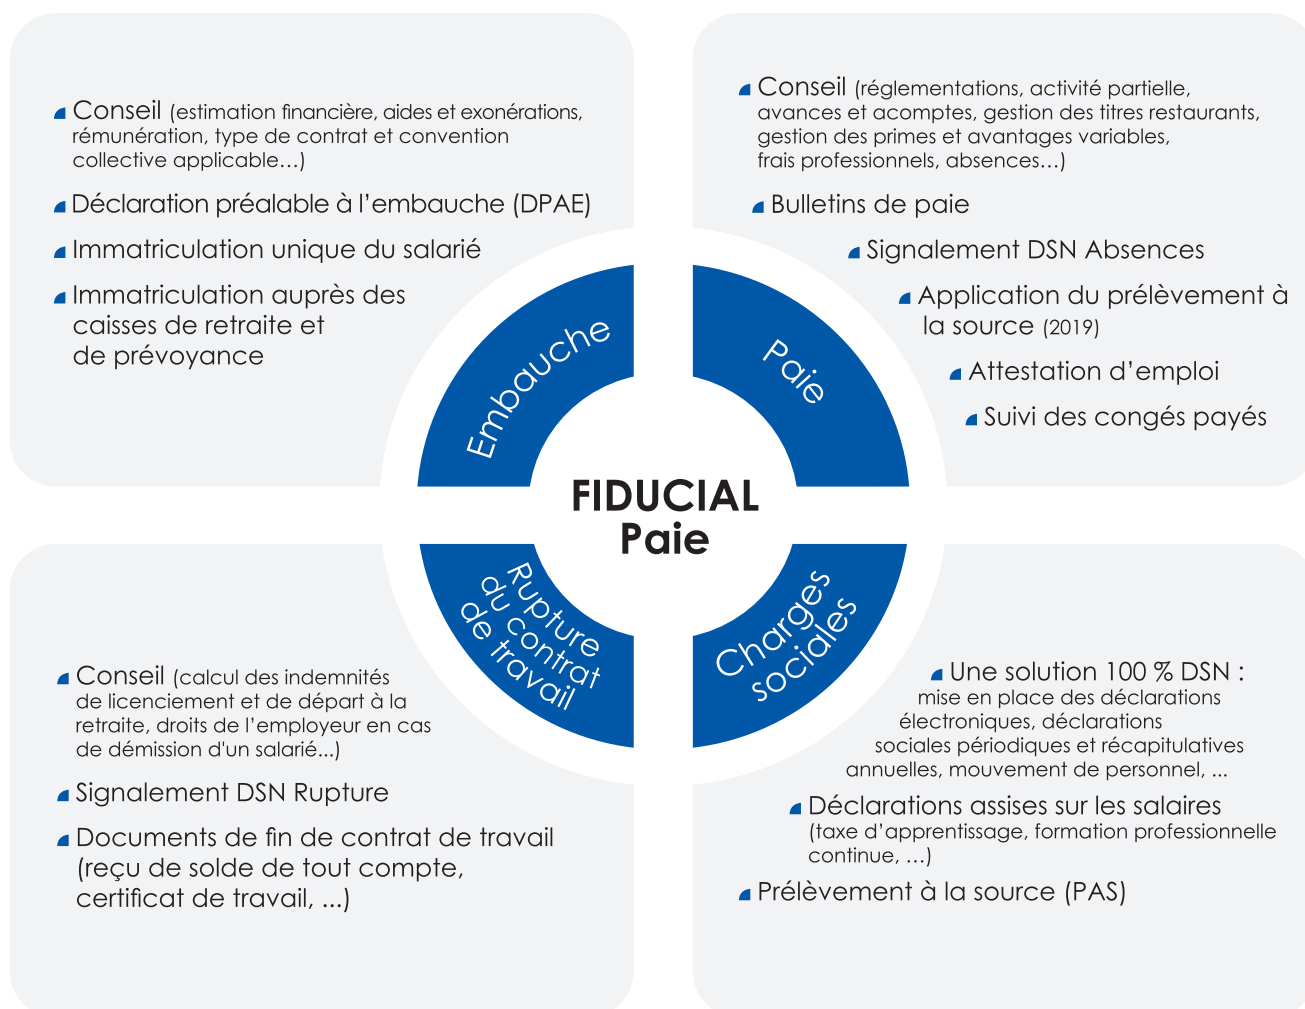 Conseil (estimation financière, aides et exonérations,
rémunération, type de contrat et convention
collective applicable…)
Déclaration préalable à l’embauche (DPAE)
Immatriculation unique du salarié
Immatriculation auprès des
caisses de retraite et
de prévoyance
Embauche
Conseil (réglementations, activité partielle,
avances et acomptes, gestion des titres restaurants,
gestion des primes et avantages variables,
frais professionnels, absences…)
Bulletins de paie
Signalement DSN Absences
Application du prélèvement à
la source (2019)
Attestation d’emploi
Suivi des congés payés
Paie
FIDUCIAL
Paie
Rupture
du contrat
de travail
Conseil (calcul des indemnités
de licenciement et de départ à la
retraite, droits de l’employeur en cas
de démission d'un salarié...)
Signalement DSN Rupture
Documents de fin de contrat de travail
(reçu de solde de tout compte,
certificat de travail, ...)
Charges
sociales
Une solution 100 % DSN :
mise en place des déclarations
électroniques, déclarations
sociales périodiques et récapitulatives
annuelles, mouvement de personnel, ...
Déclarations assises sur les salaires
(taxe d’apprentissage, formation professionnelle
continue, …)
Prélèvement à la source (PAS)